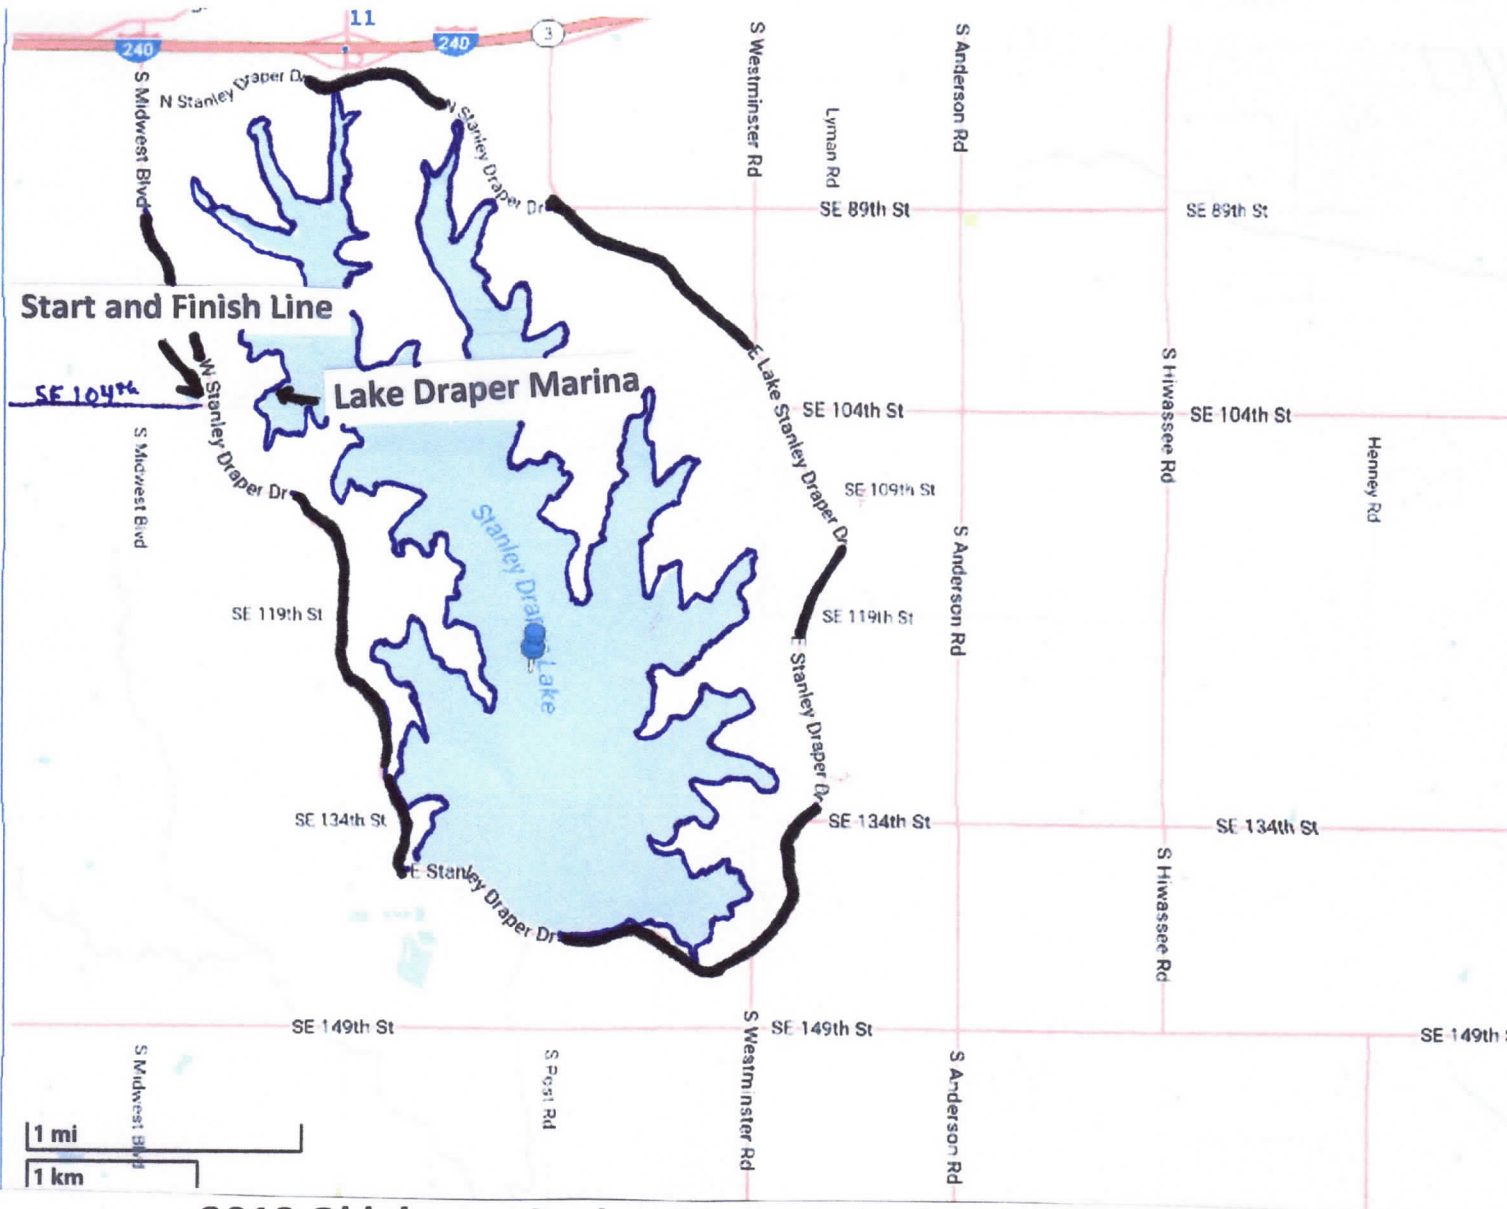 11
240
240
3
N Stanley Draper Dr
S Midwest Blvd
N Stanley Draper Dr
S Westminster Rd
Lyman Rd
S Anderson Rd
SE 89th St
SE 89th St
Start and Finish Line
Lake Draper Marina
SE 104th
W Stanley Draper Dr
S Midwest Blvd
E Lake Stanley Draper Dr
SE 104th St
SE 104th St
S Hiwassee Rd
Henney Rd
SE 109th St
Stanley Draper Lake
S Anderson Rd
SE 119th St
SE 119th St
E Stanley Draper Dr
SE 134th St
SE 134th St
SE 134th St
E Stanley Draper Dr
S Hiwassee Rd
SE 149th St
SE 149th St
SE 149th
S Midwest Blvd
S Post Rd
S Westminster Rd
S Anderson Rd
1 mi
1 km